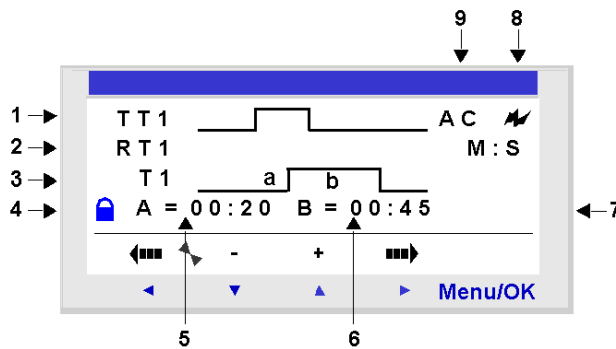 9 8
1 TT1 AC
2 RT1 M:S
3 T1 a b
4 A = 00:20 B = 00:45 7
- +
Menu/OK
5 6